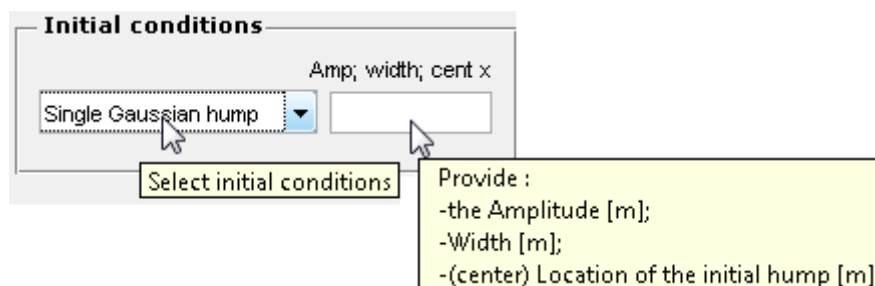 Initial conditions
Amp; width; cent x
Single Gaussian hump
Select initial conditions
Provide :
-the Amplitude [m];
-Width [m];
-(center) Location of the initial hump [m]